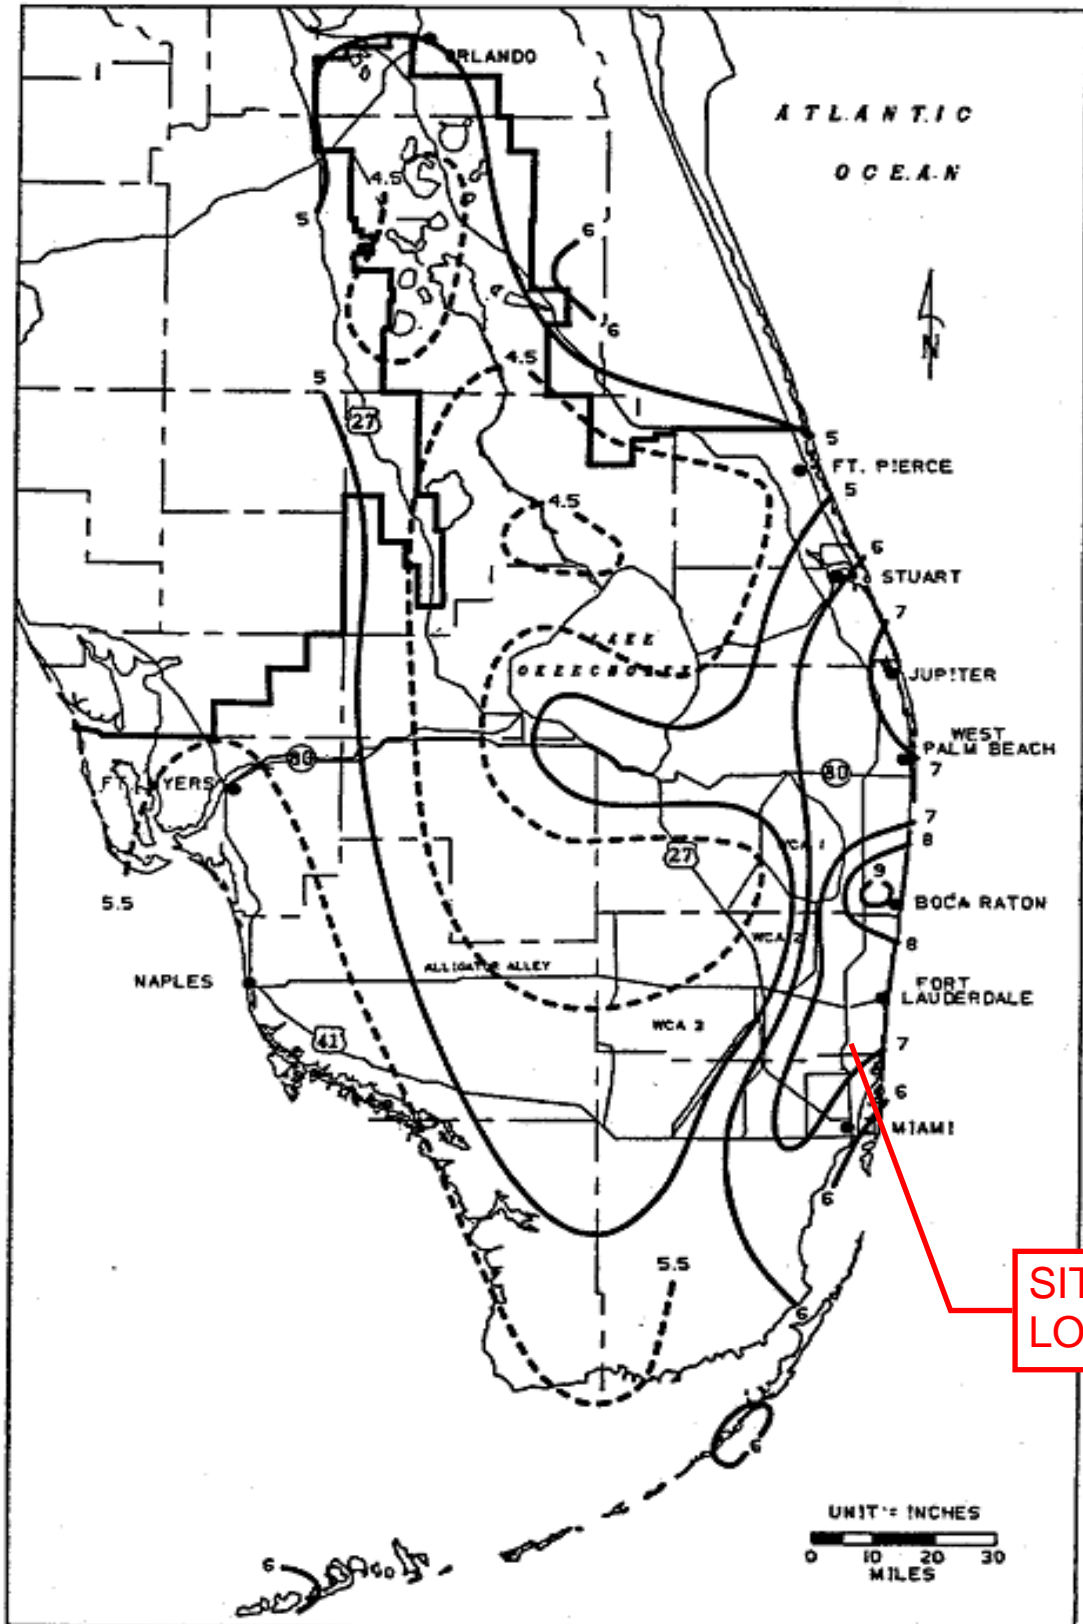 ORLANDO
ATLANTIC
OCEAN
4.5
5
6
6
N
4.5
5
27
5
FT. PIERCE
5
4.5
6
STUART
7
LAKE
OKEECHOBEE
JUPITER
WEST
PALM BEACH
7
80
80
FT. MYERS
7
8
WCA 1
27
9
5.5
BOCA RATON
WCA 2
8
ALLIGATOR ALLEY
NAPLES
FORT
LAUDERDALE
WCA 3
41
7
6
MIAMI
6
5.5
SIT
LO
6
6
UNIT = INCHES
0 10 20 30
MILES
6